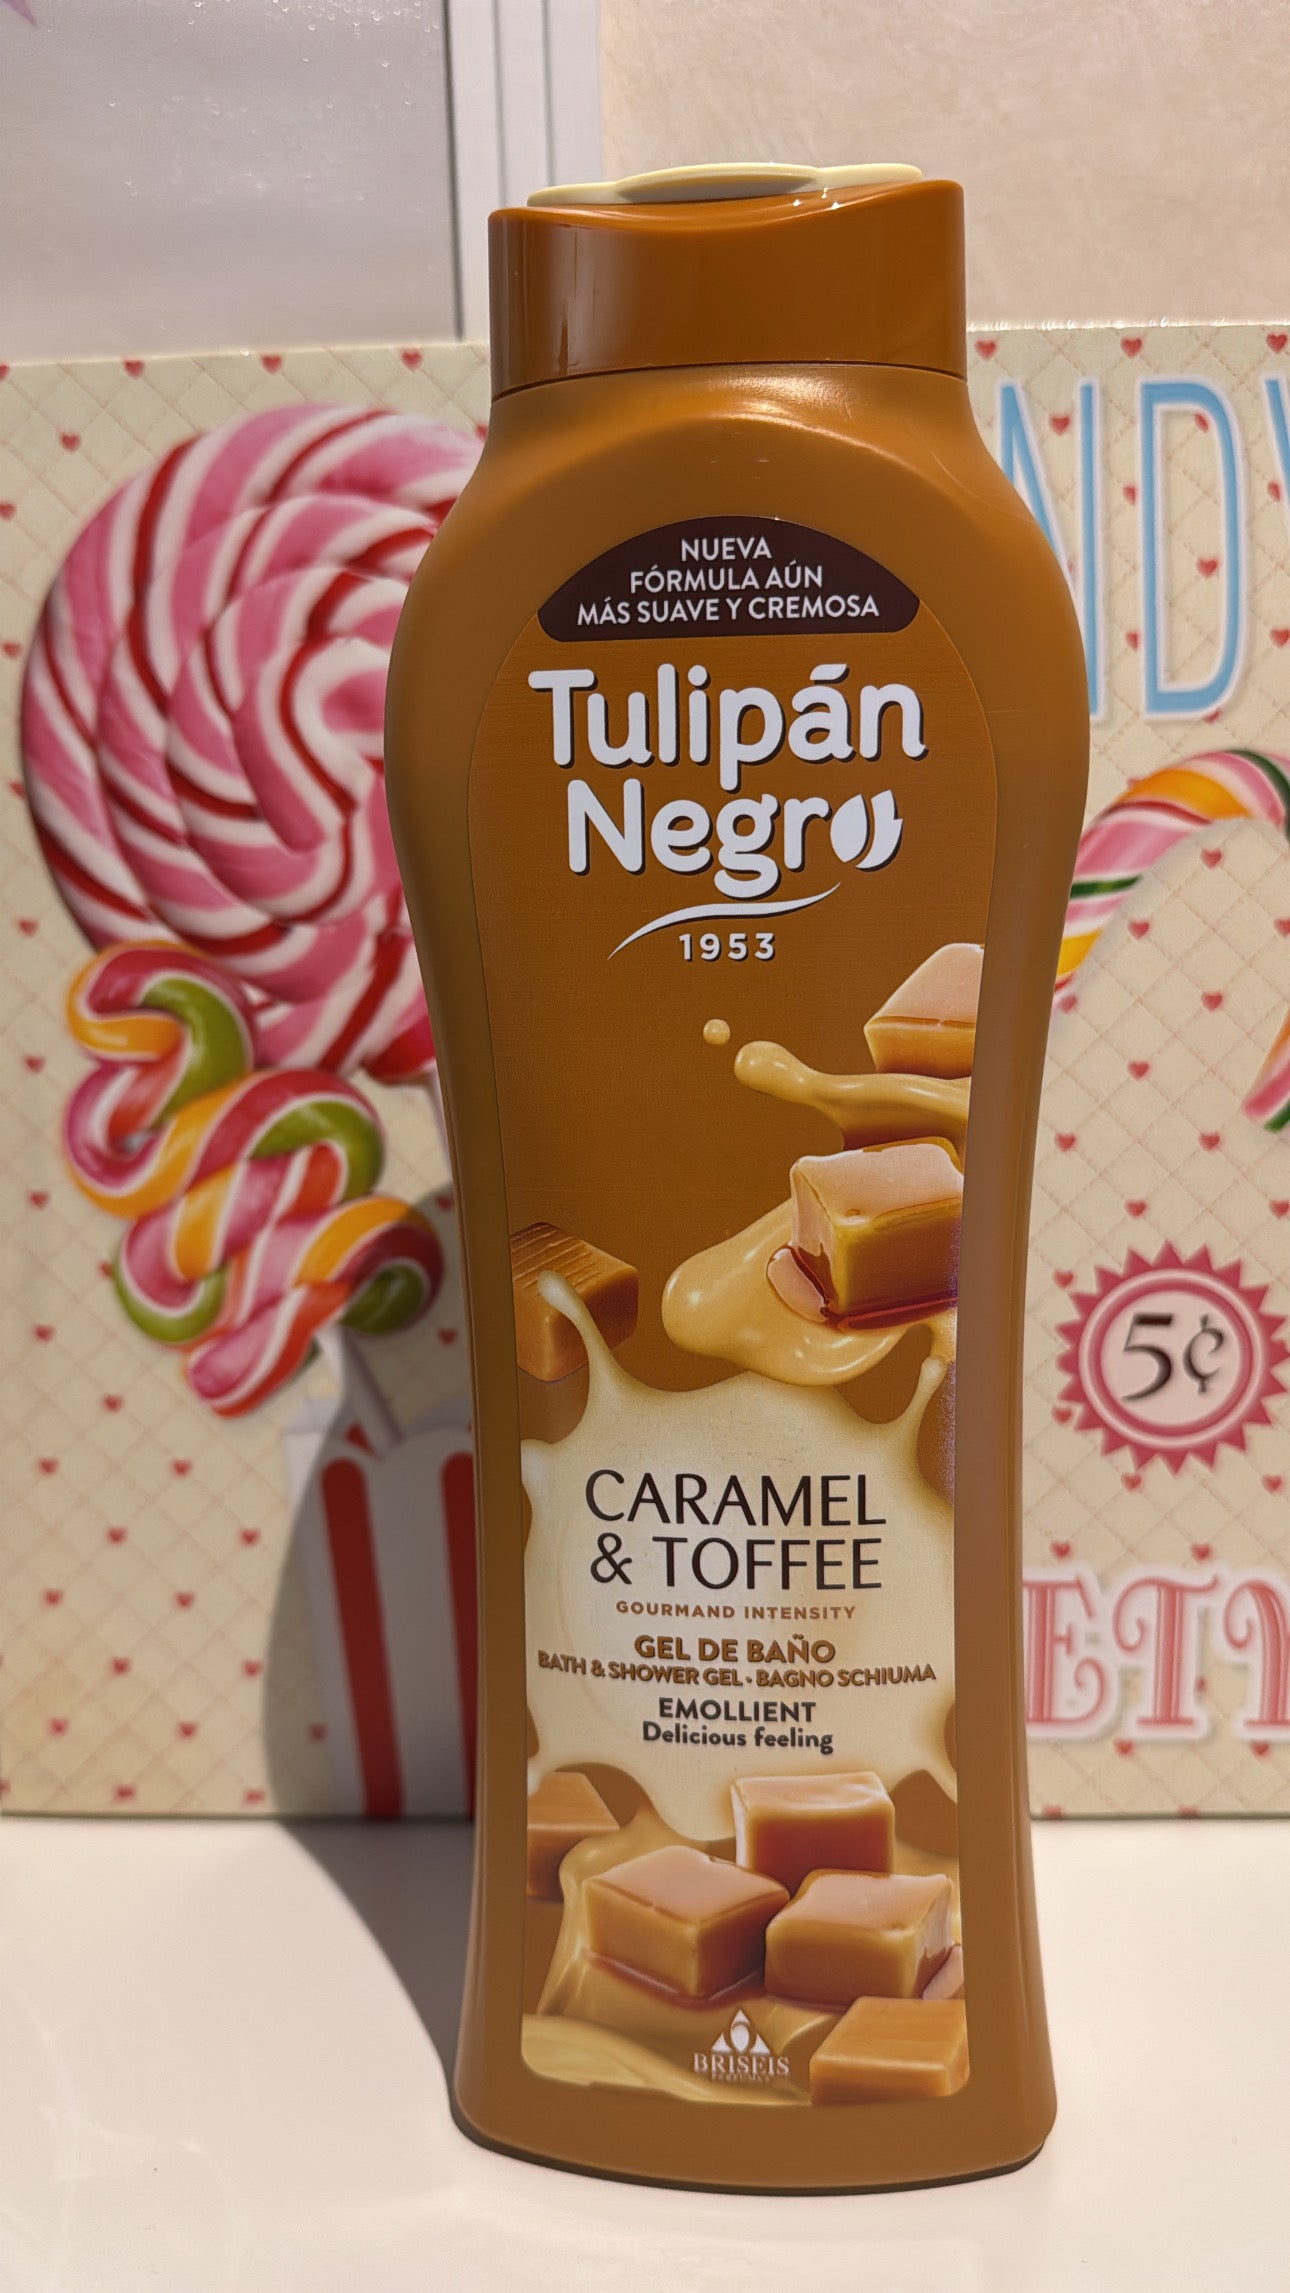 NUEVA
FÓRMULA AÚN
MÁS SUAVE Y CREMOSA
Tulipán
Negro
1953
NDY
5¢
CARAMEL
& TOFFEE
GOURMAND INTENSITY
GEL DE BAÑO
BATH & SHOWER GEL • BAGNO SCHIUMA
EMOLLIENT
Delicious feeling
BRISEIS